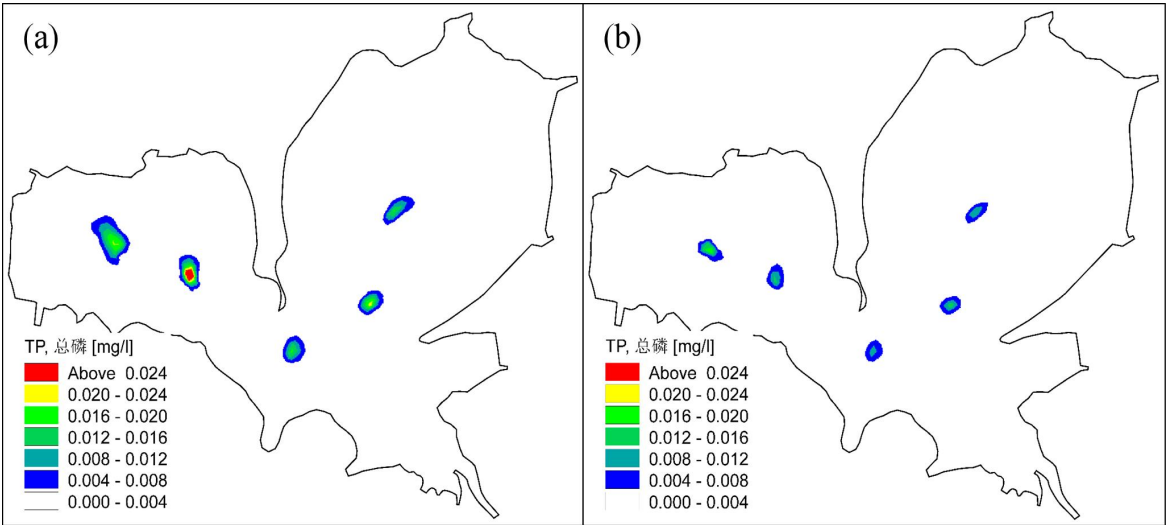 (a)
TP, 总磷 [mg/l]
Above 0.024
0.020 - 0.024
0.016 - 0.020
0.012 - 0.016
0.008 - 0.012
0.004 - 0.008
0.000 - 0.004
(b)
TP, 总磷 [mg/l]
Above 0.024
0.020 - 0.024
0.016 - 0.020
0.012 - 0.016
0.008 - 0.012
0.004 - 0.008
0.000 - 0.004